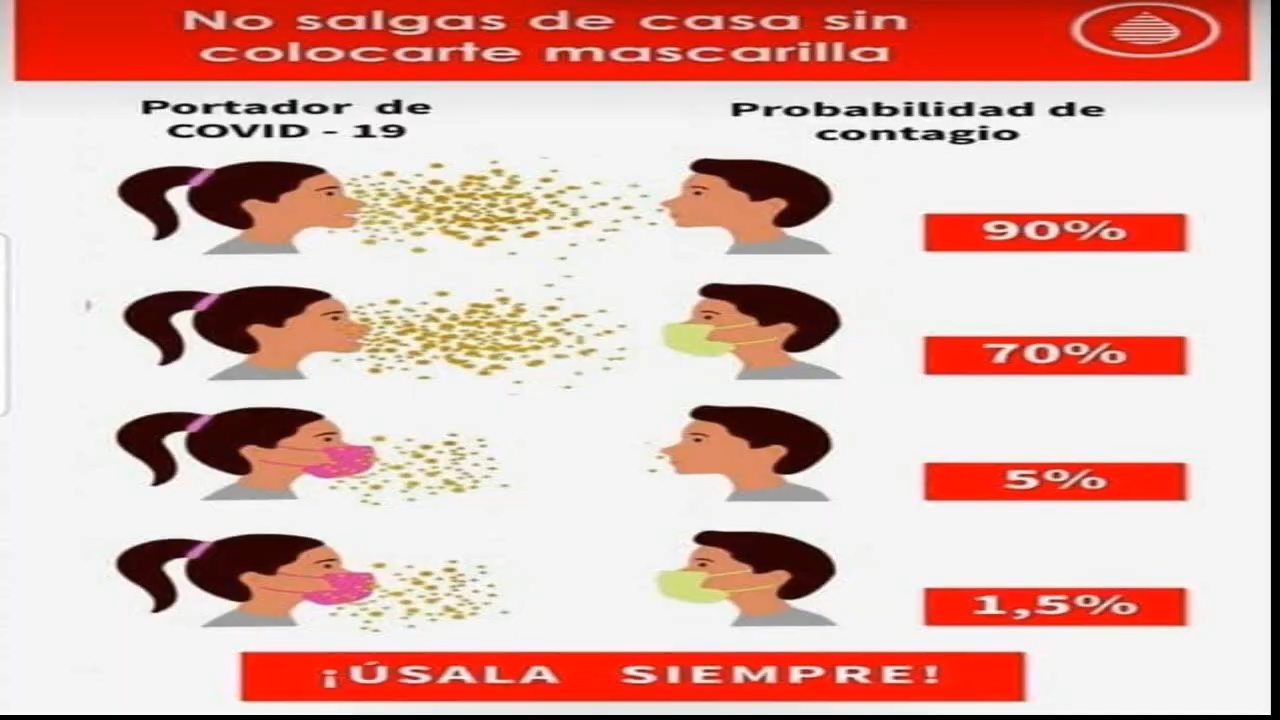 No salgas de casa sin
colocarte mascarilla
Portador de
COVID - 19
Probabilidad de
contagio
90%
70%
5%
1,5%
¡ÚSALA SIEMPRE!